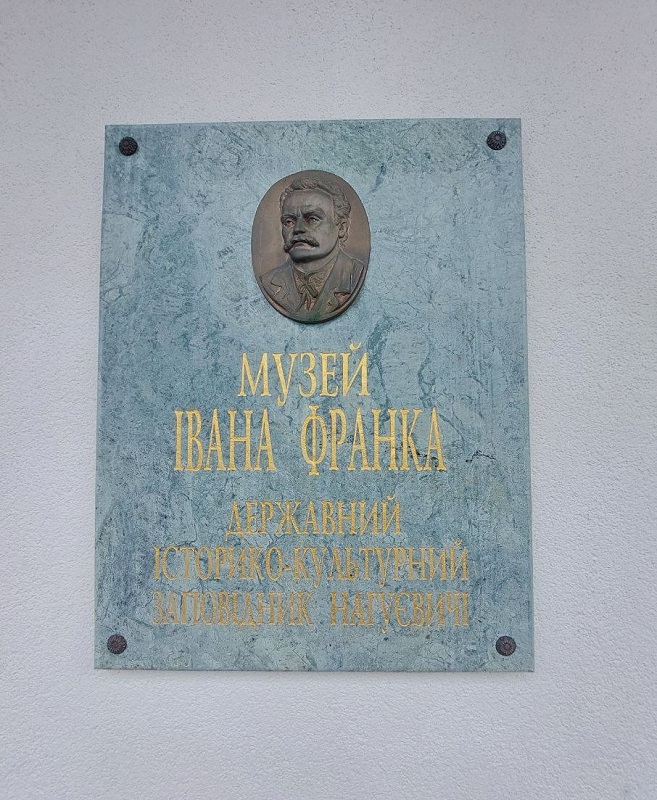 МУЗЕЙ
ІВАНА ФРАНКА
ДЕРЖАВНИЙ
ІСТОРИКО-КУЛЬТУРНИЙ
ЗАПОВІДНИК НАГУЄВИЧІ